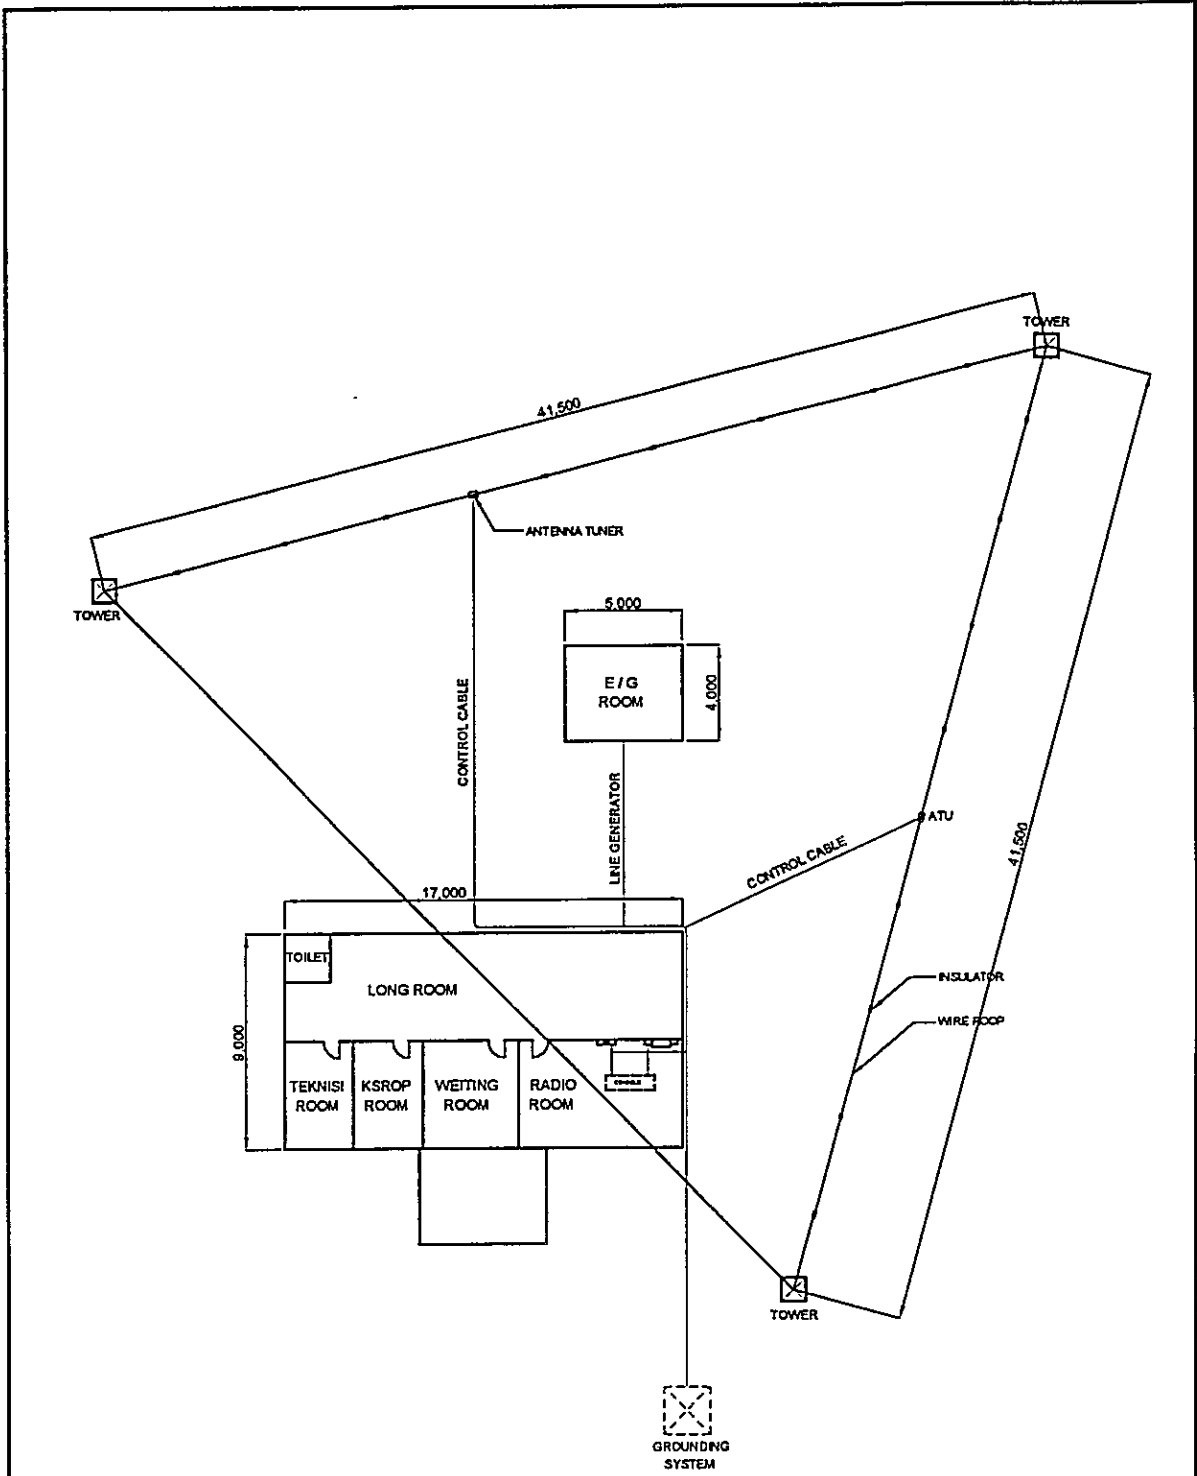 TOWER
41,500
ANTENNA TUNER
TOWER
5,000
E / G
ROOM
4,000
CONTROL CABLE
LINE GENERATOR
ATU
CONTROL CABLE
41,500
17,000
TOILET
LONG ROOM
INSULATOR
WIRE ROOP
9,000
TEKNISI
ROOM
KSROP
ROOM
WEITING
ROOM
RADIO
ROOM
CONSOLE
TOWER
GROUNDING
SYSTEM